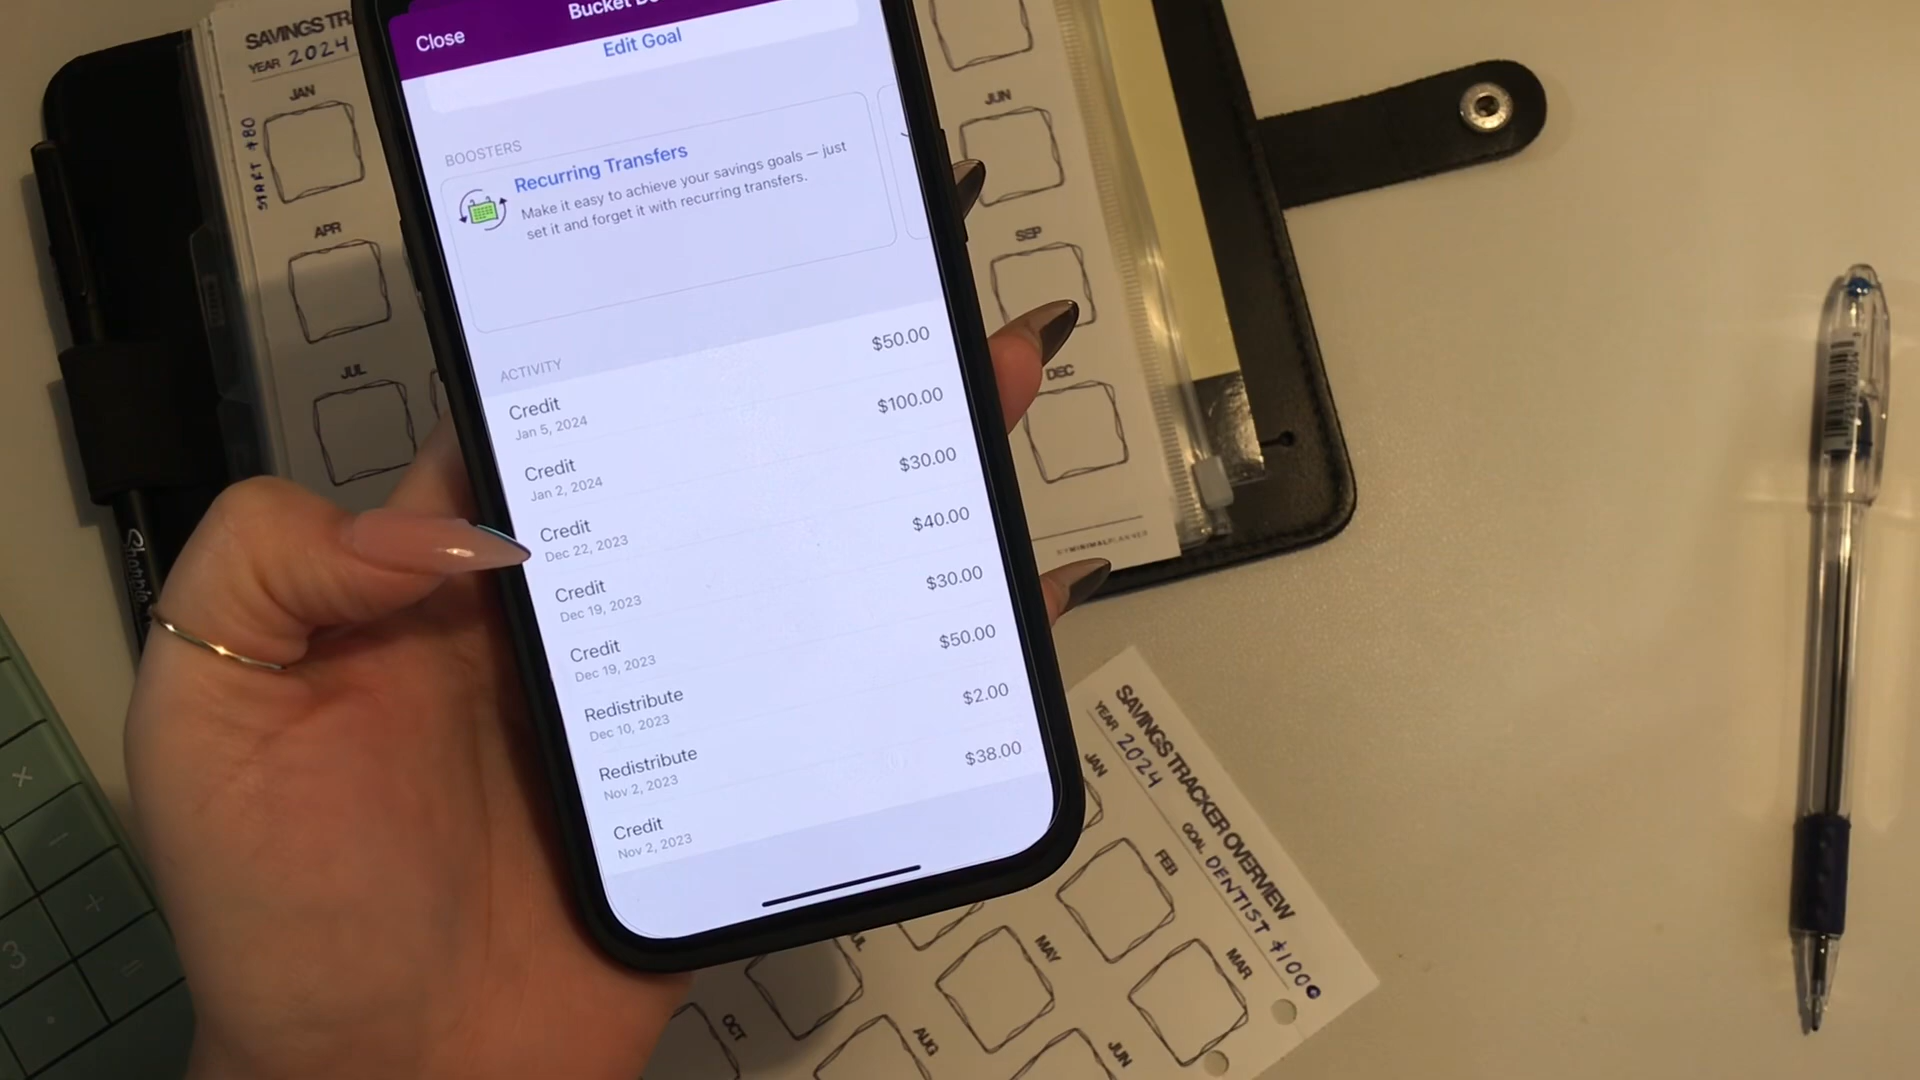 SAVINGS TRA
YEAR 2024
JAN
START $80
APR
JUL
JUN
SEP
DEC
Close
Bucket
Edit Goal
BOOSTERS
Recurring Transfers
Make it easy to achieve your savings goals — just
set it and forget it with recurring transfers.
ACTIVITY
Credit $50.00
Jan 5, 2024
Credit $100.00
Jan 2, 2024
Credit $30.00
Dec 22, 2023
Credit $40.00
Dec 19, 2023
Credit $30.00
Dec 19, 2023
Redistribute $50.00
Dec 10, 2023
Redistribute $2.00
Nov 2, 2023
Credit $38.00
Nov 2, 2023
Sharpie
×
−
+
3
=
SAVINGS TRACKER OVERVIEW
YEAR 2024 GOAL DENTIST $1000
JAN
FEB
MAR
MAY
JUN
AUG
OCT